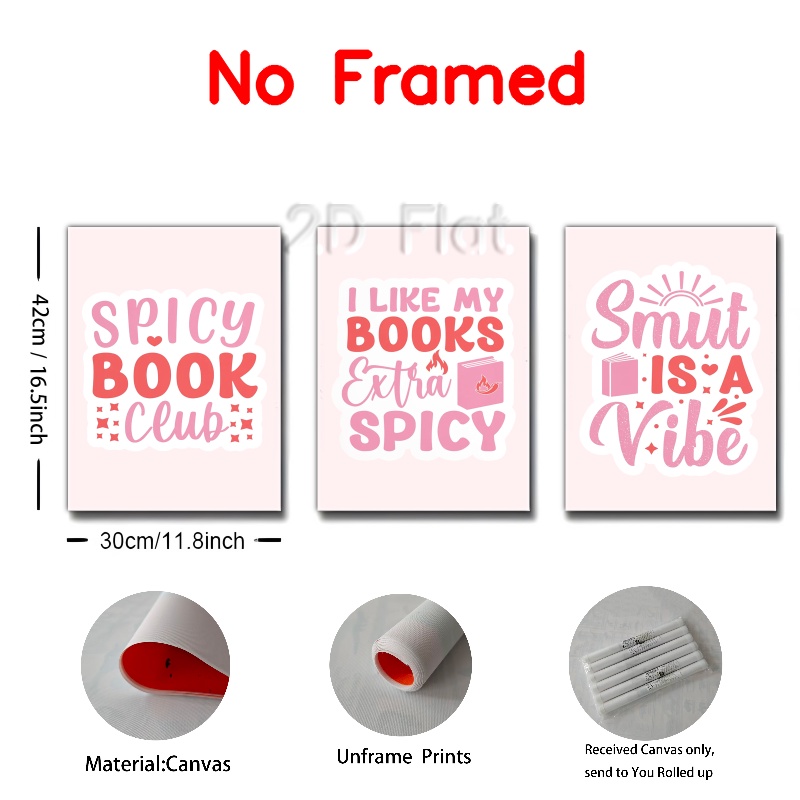 No Framed
2D Flat
42cm / 16.5inch
SPICY
BOOK
Club
I LIKE MY
BOOKS
Extra
SPICY
Smut
IS A
Vibe
30cm/11.8inch
Material:Canvas
Unframe Prints
Received Canvas only,
send to You Rolled up